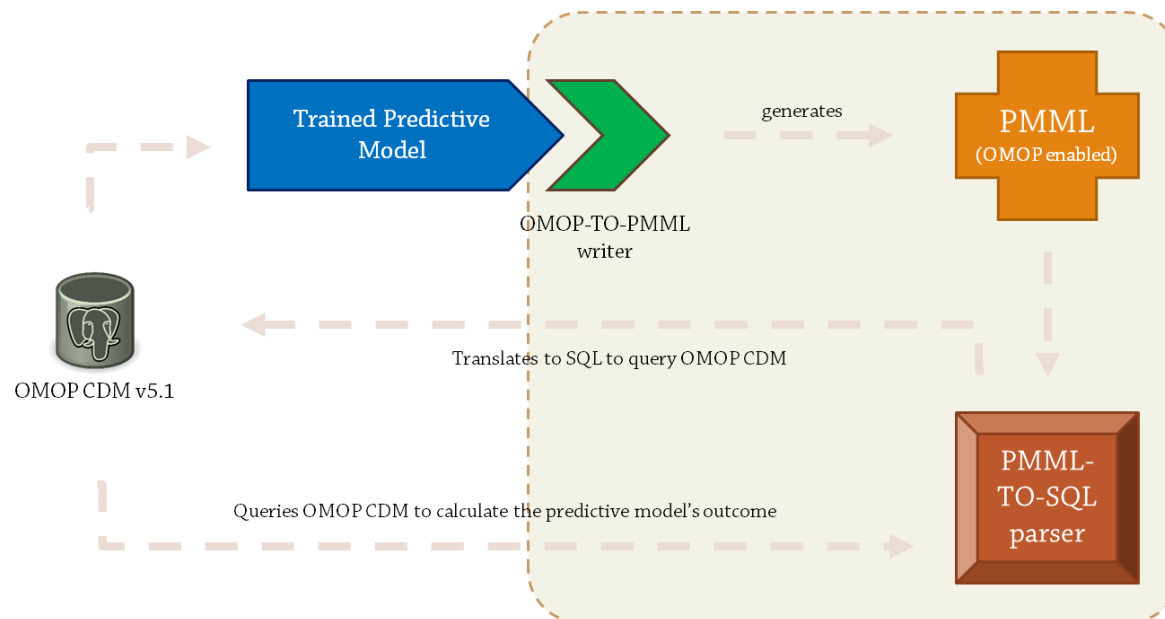 Trained Predictive
Model
generates
PMML
(OMOP enabled)
OMOP-TO-PMML
writer
Translates to SQL to query OMOP CDM
OMOP CDM v5.1
PMML-
TO-SQL
parser
Queries OMOP CDM to calculate the predictive model’s outcome